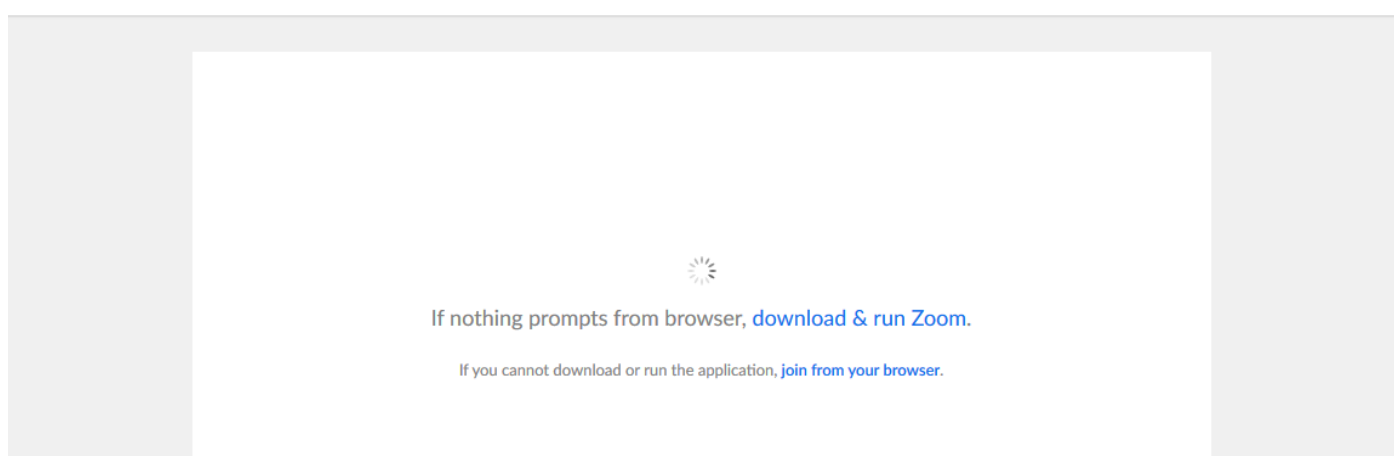 If nothing prompts from browser, download & run Zoom.
If you cannot download or run the application, join from your browser.